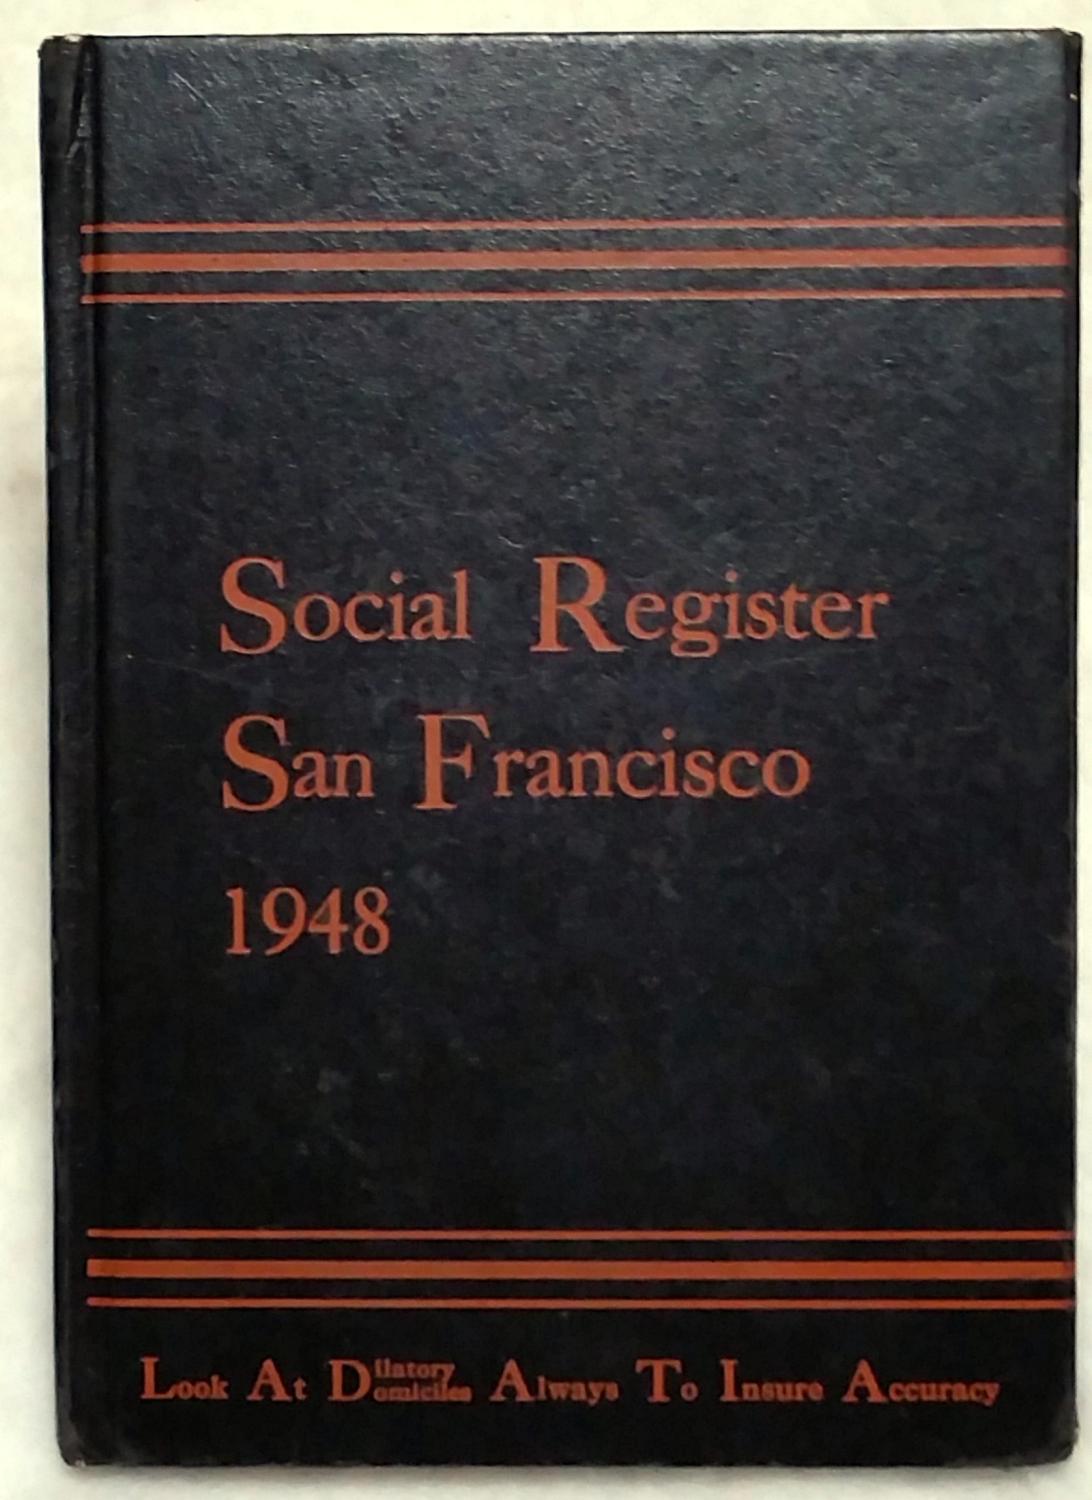 Social Register
San Francisco
1948
Look At Dilatory Domiciles Always To Insure Accuracy